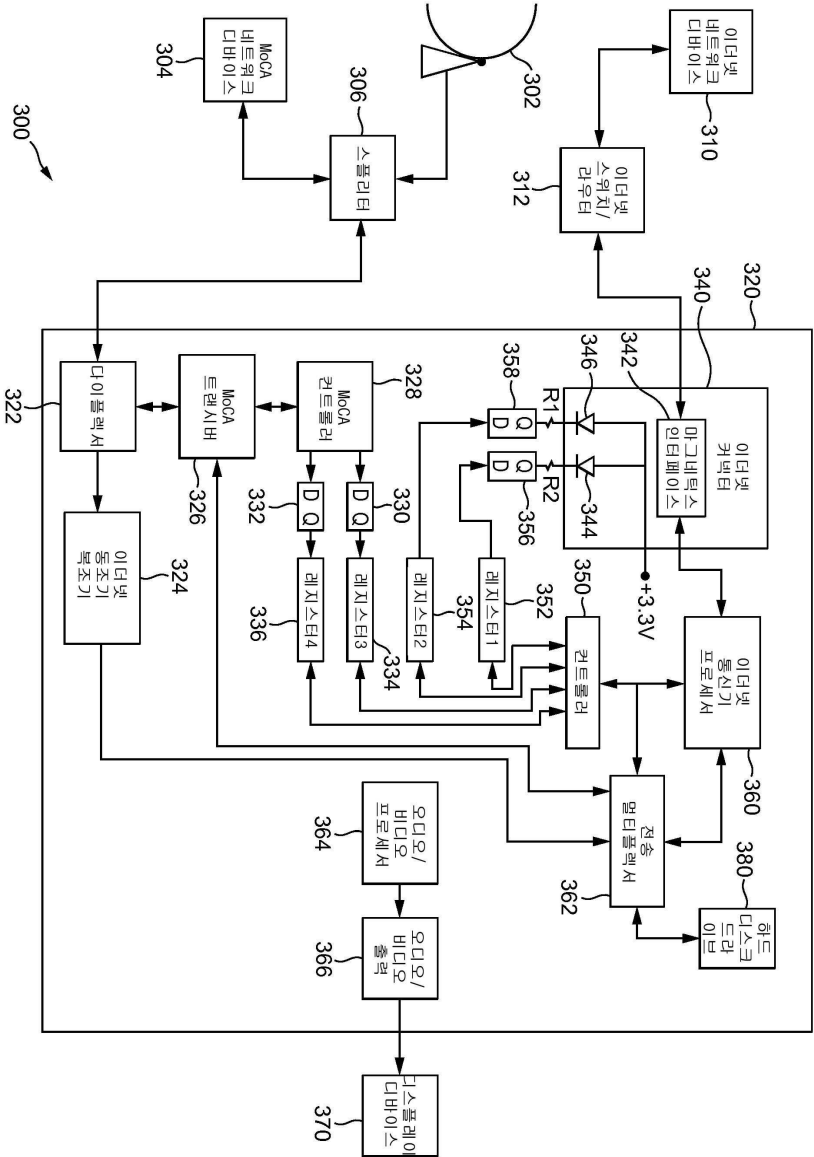 이더넷
네트워크
디바이스
310
이더넷
스위치/
라우터
312
302
MoCA
네트워크
디바이스
304
스플리터
306
300
320
340
이더넷
커넥터
342
마그네틱스
인터페이스
346
344
R1
R2
+3.3V
358
D Q
D Q
356
다이플렉서
322
MoCA
트랜시버
326
MoCA
컨트롤러
328
330
D Q
332
D Q
레지스터1
352
레지스터2
354
레지스터3
334
레지스터4
336
350
컨트롤러
이더넷
통신기
프로세서
360
이더넷
동조기
복조기
324
전송
멀티플렉서
362
380
하드
디스크
드라
이브
오디오/
비디오
프로세서
364
오디오/
비디오
출력
366
디스플레이
디바이스
370